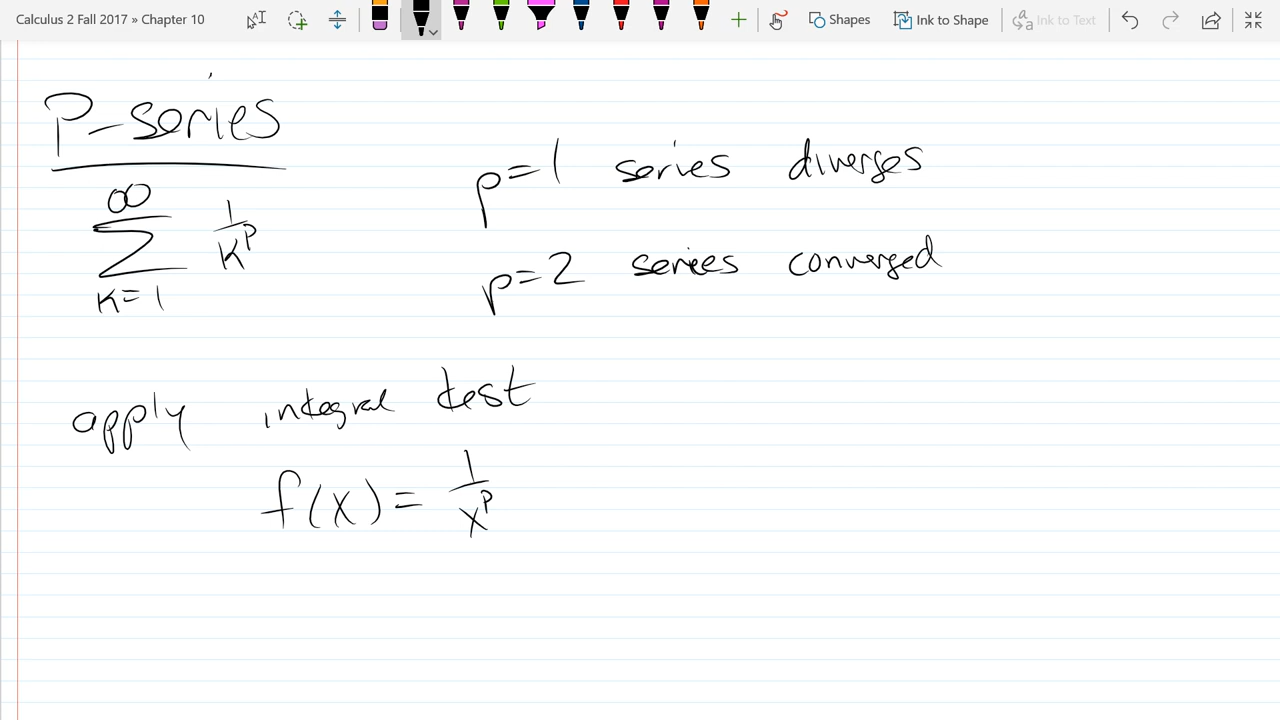 Calculus 2 Fall 2017 » Chapter 10
Shapes
Ink to Shape
Ink to Text
P-series
∞
∑ 1/K^P
K=1
p=1 series diverges
p=2 series converged
apply integral test
f(x) = 1/x^p